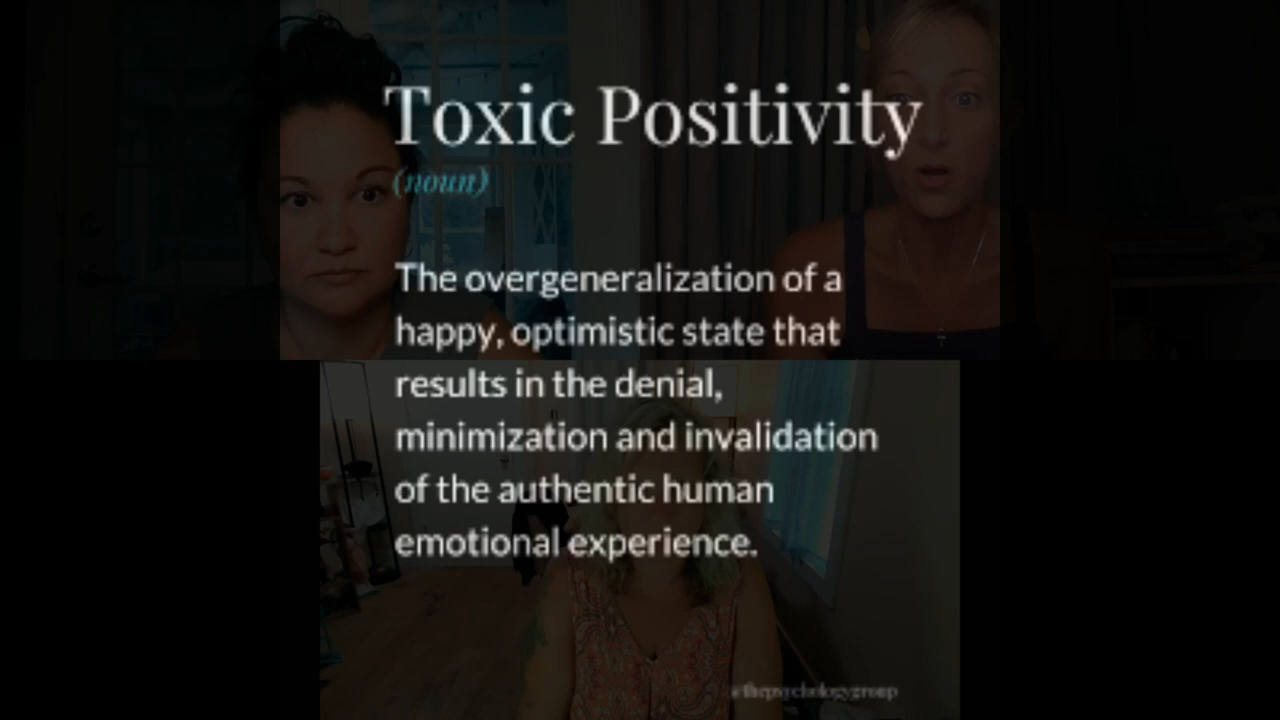 Toxic Positivity
(noun)
The overgeneralization of a
happy, optimistic state that
results in the denial,
minimization and invalidation
of the authentic human
emotional experience.
@thepsychologygroup